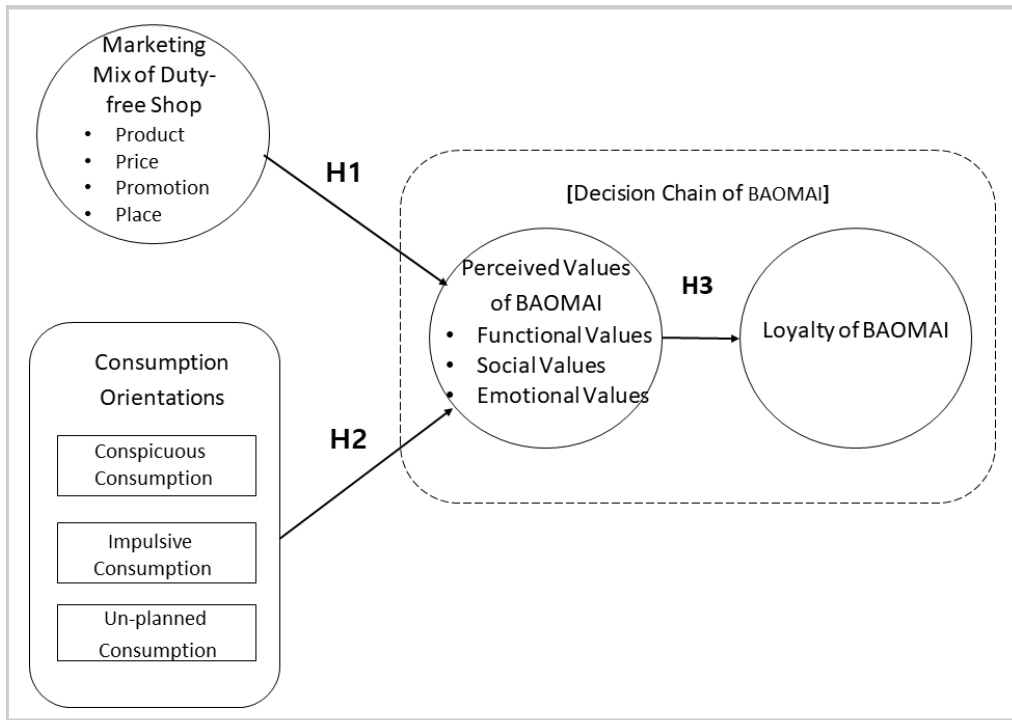 Marketing
Mix of Duty-
free Shop
• Product
• Price
• Promotion
• Place
H1
[Decision Chain of BAOMAI]
Perceived Values
of BAOMAI
• Functional Values
• Social Values
• Emotional Values
H3
Loyalty of BAOMAI
Consumption
Orientations
Conspicuous
Consumption
Impulsive
Consumption
Un-planned
Consumption
H2